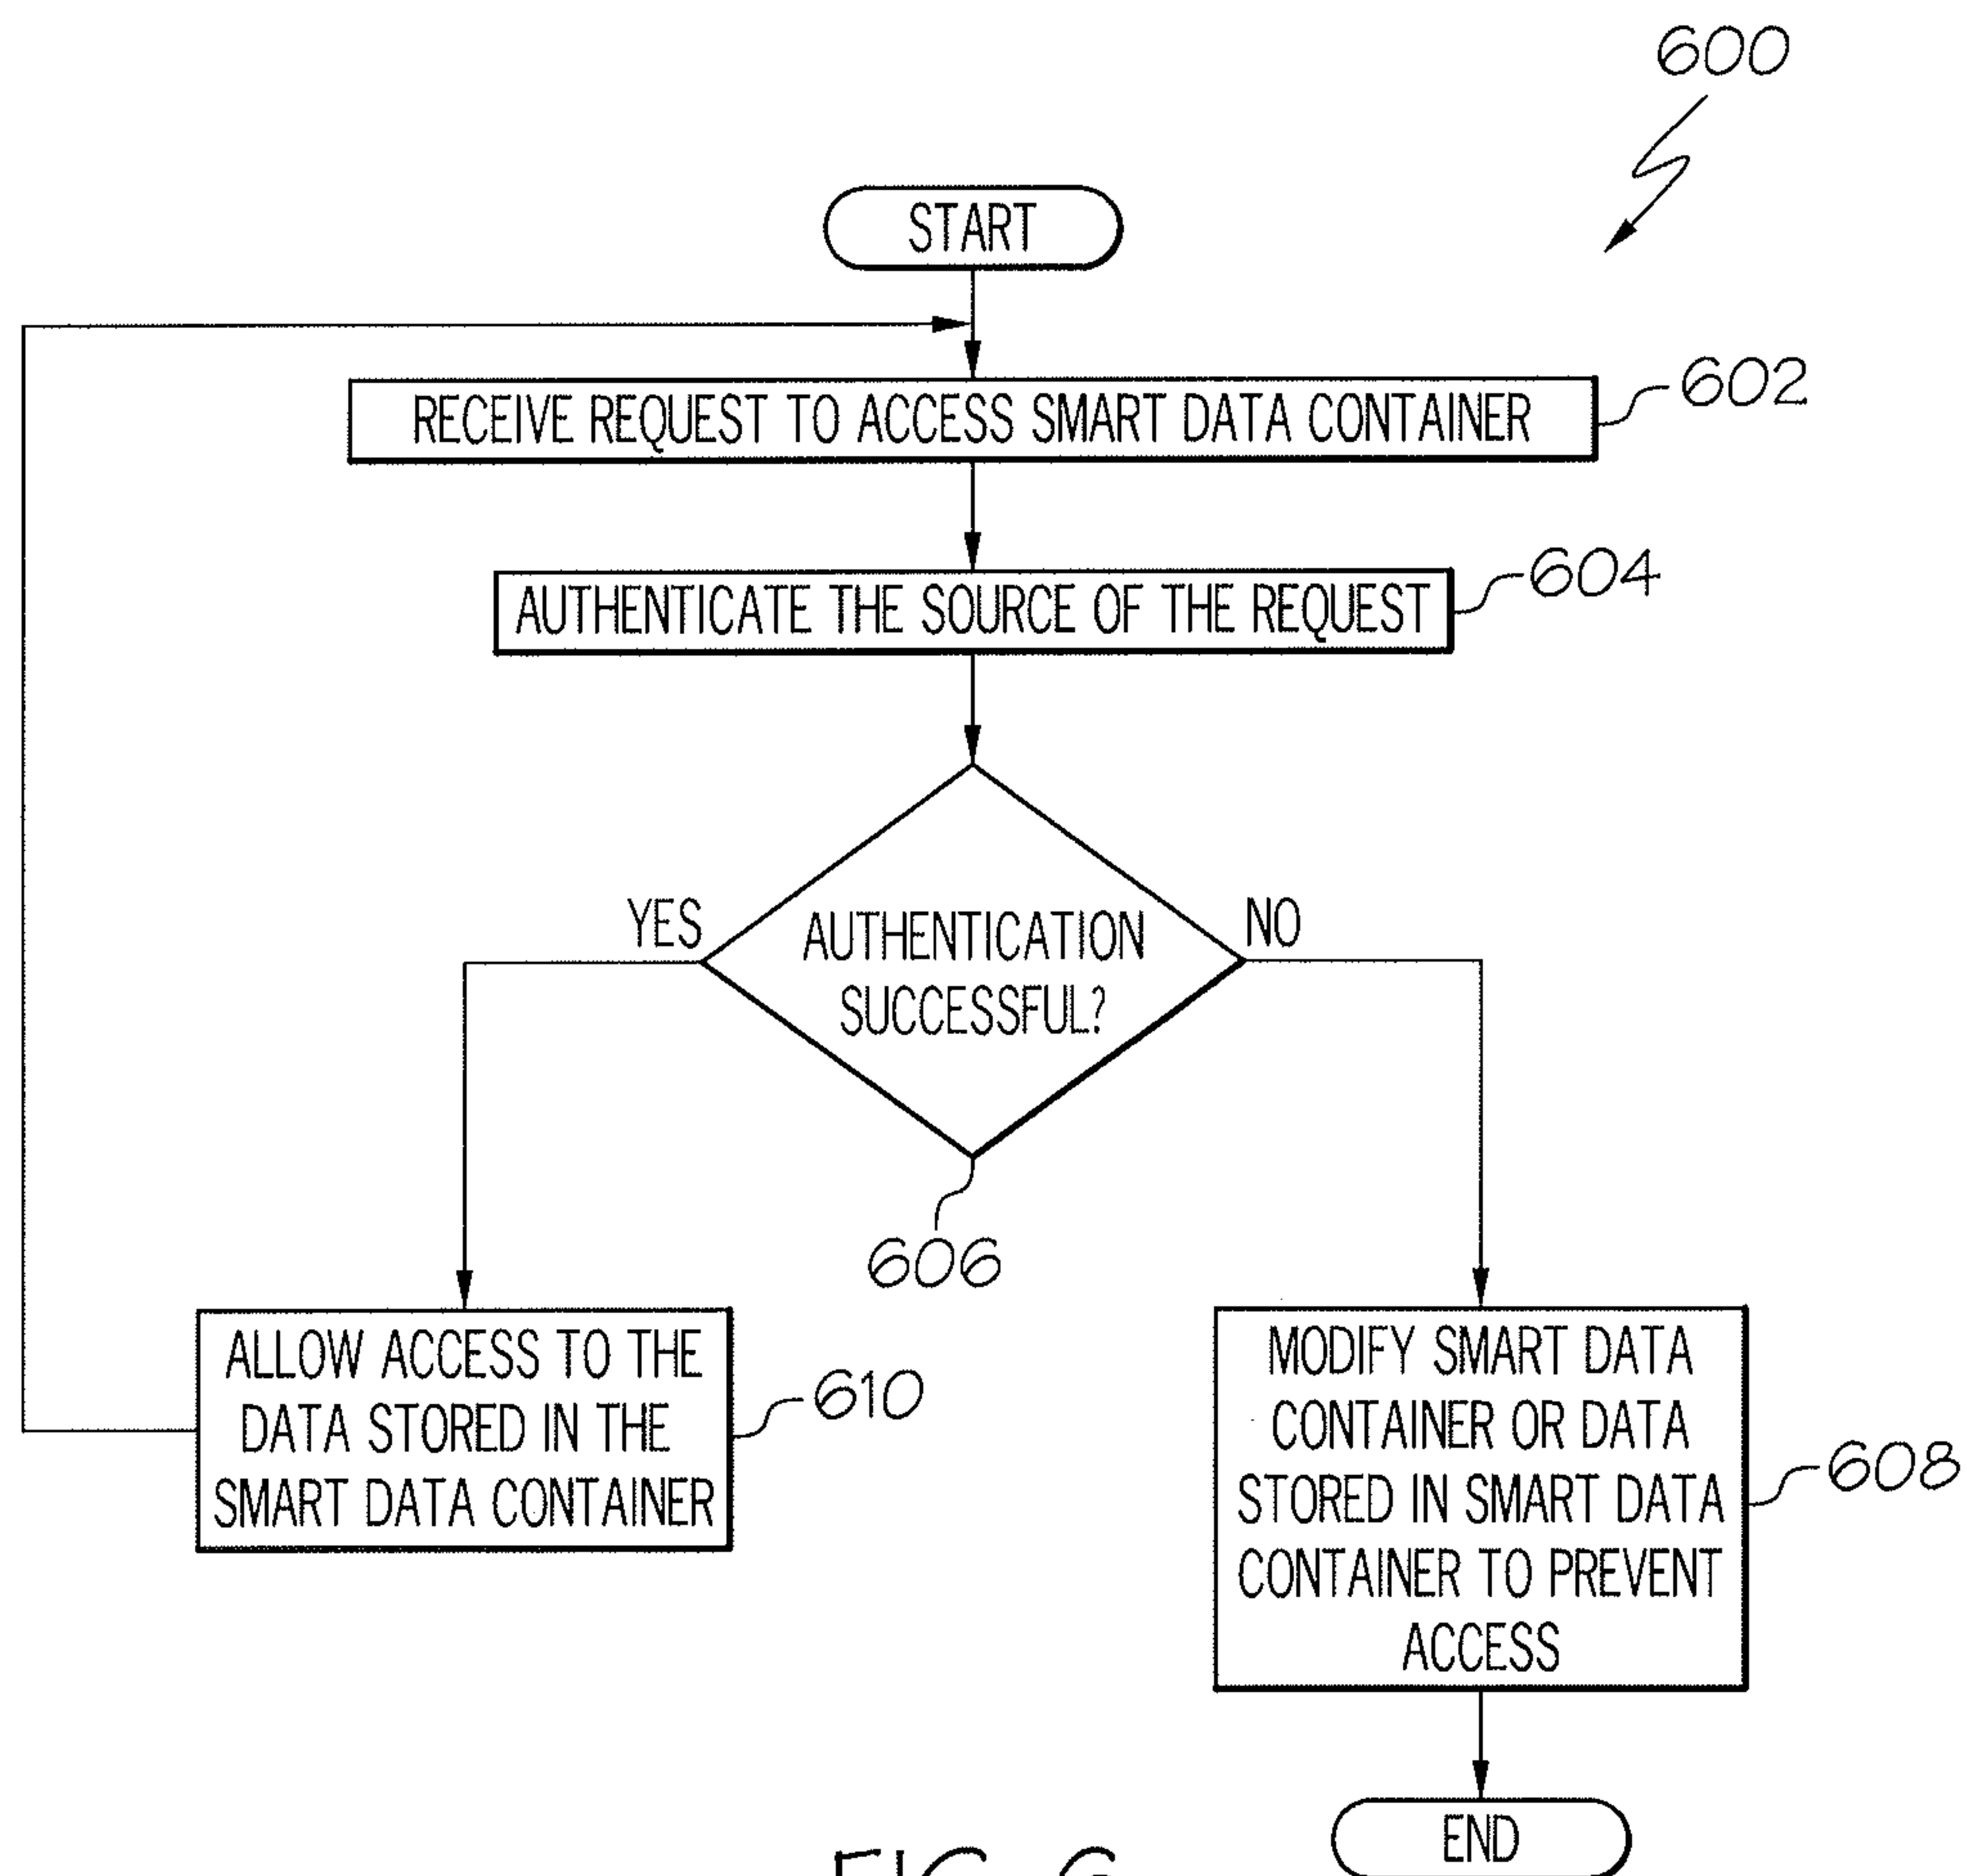 600
START
RECEIVE REQUEST TO ACCESS SMART DATA CONTAINER
602
AUTHENTICATE THE SOURCE OF THE REQUEST
604
YES
NO
AUTHENTICATION
SUCCESSFUL?
606
ALLOW ACCESS TO THE
DATA STORED IN THE
SMART DATA CONTAINER
610
MODIFY SMART DATA
CONTAINER OR DATA
STORED IN SMART DATA
CONTAINER TO PREVENT
ACCESS
608
END